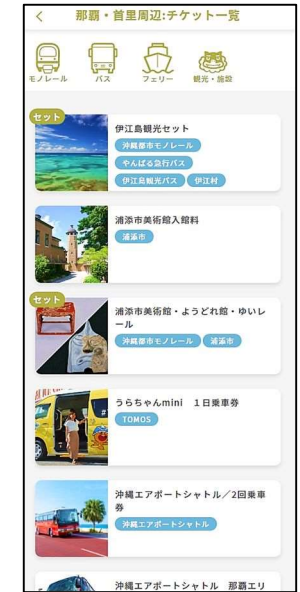 那覇・首里周辺:チケット一覧
モノレール
バス
フェリー
観光・施設
セット
伊江島観光セット
沖縄都市モノレール
やんばる急行バス
伊江島観光バス 伊江村
浦添市美術館入館料
浦添市
セット
浦添市美術館・ようどれ館・ゆいレ
ール
沖縄都市モノレール 浦添市
うらちゃんmini 1日乗車券
TOMOS
沖縄エアポートシャトル/2回乗車
券
沖縄エアポートシャトル
沖縄エアポートシャトル 那覇エリ